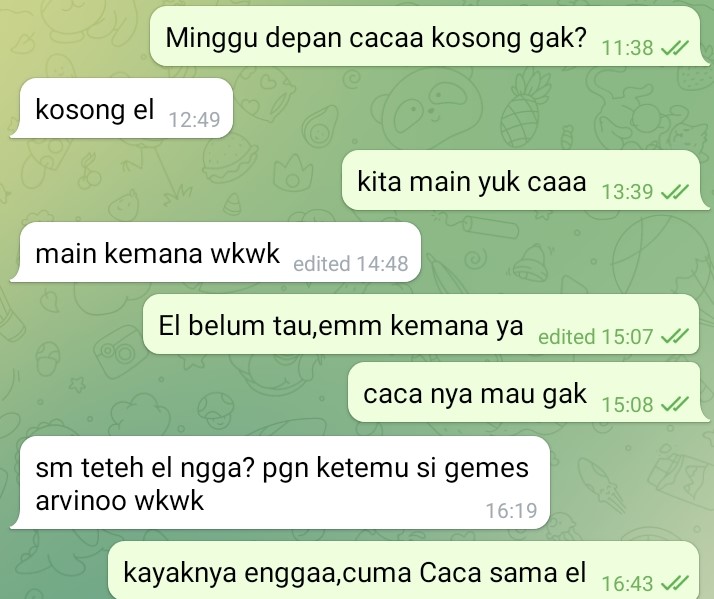 Minggu depan cacaa kosong gak? 11:38
kosong el 12:49
kita main yuk caaa 13:39
main kemana wkwk edited 14:48
El belum tau,emm kemana ya edited 15:07
caca nya mau gak 15:08
sm teteh el ngga? pgn ketemu si gemes
arvinoo wkwk 16:19
kayaknya enggaa,cuma Caca sama el 16:43